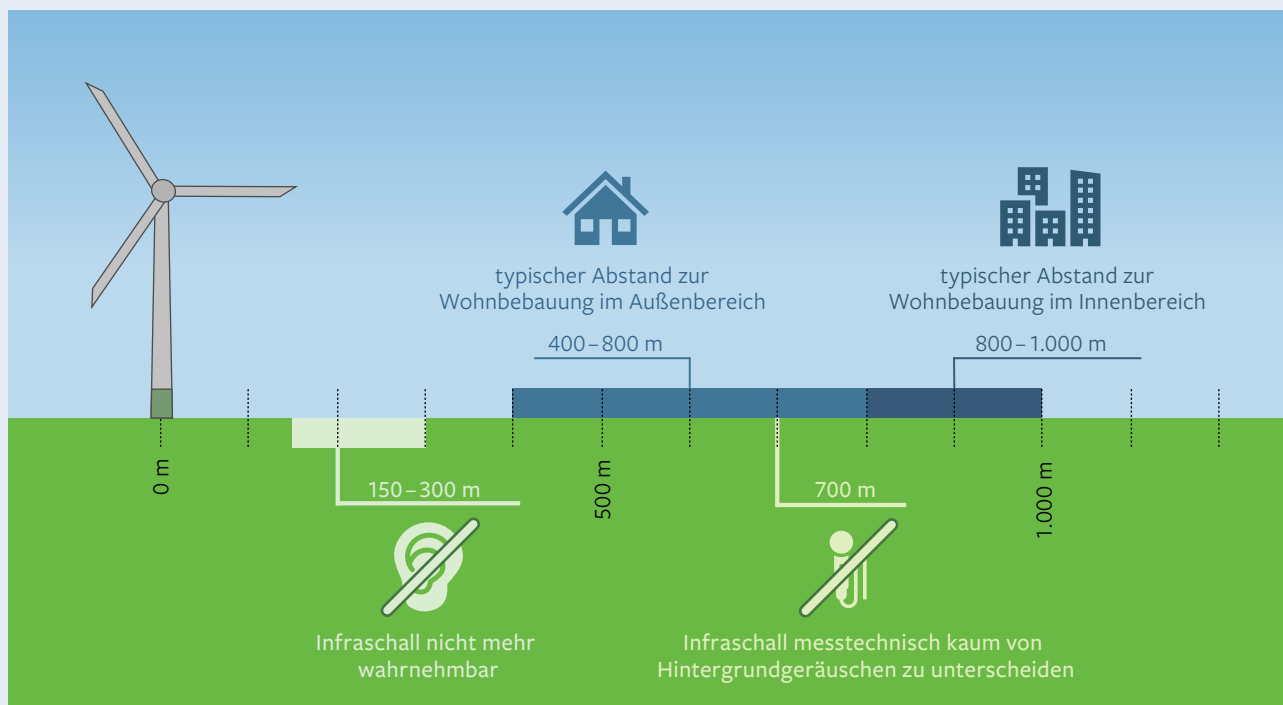 typischer Abstand zur
Wohnbebauung im Außenbereich
400–800 m
typischer Abstand zur
Wohnbebauung im Innenbereich
800–1.000 m
0 m
500 m
1.000 m
150–300 m
700 m
Infraschall nicht mehr
wahrnehmbar
Infraschall messtechnisch kaum von
Hintergrundgeräuschen zu unterscheiden